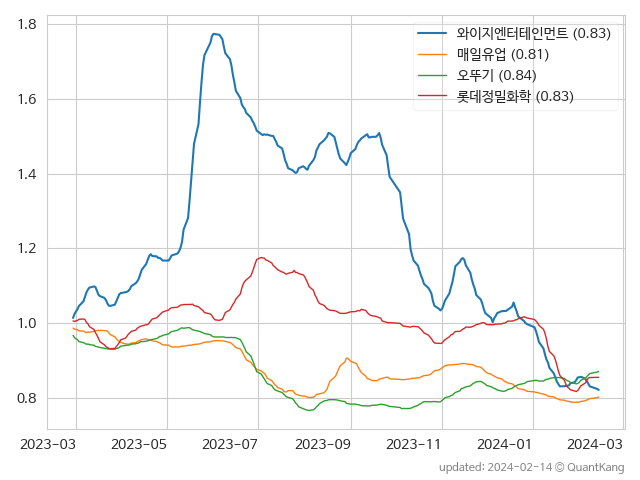 와이지엔터테인먼트 (0.83)
매일유업 (0.81)
오뚜기 (0.84)
롯데정밀화학 (0.83)
1.8
1.6
1.4
1.2
1.0
0.8
2023-03 2023-05 2023-07 2023-09 2023-11 2024-01 2024-03
updated: 2024-02-14 © QuantKang